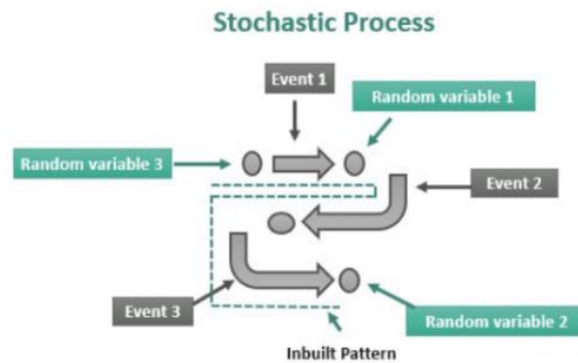 Stochastic Process
Event 1
Random variable 1
Random variable 3
Event 2
Event 3
Random variable 2
Inbuilt Pattern